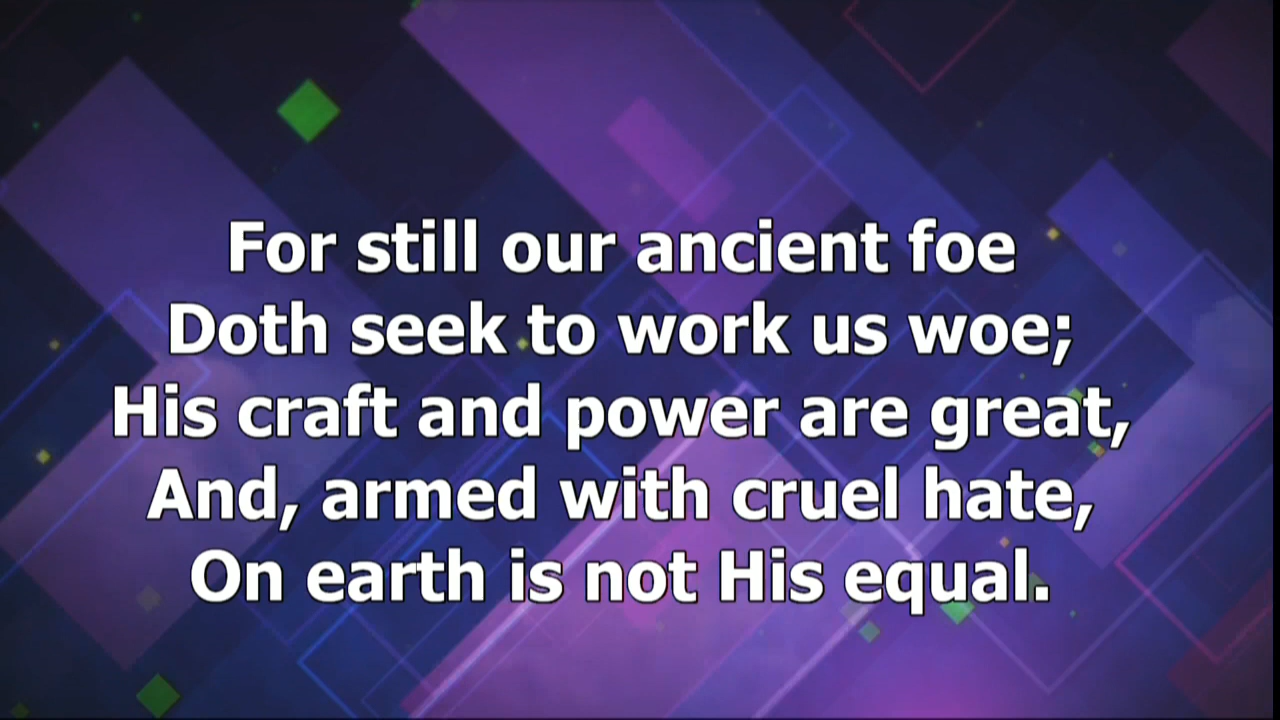 For still our ancient foe
Doth seek to work us woe;
His craft and power are great,
And, armed with cruel hate,
On earth is not His equal.